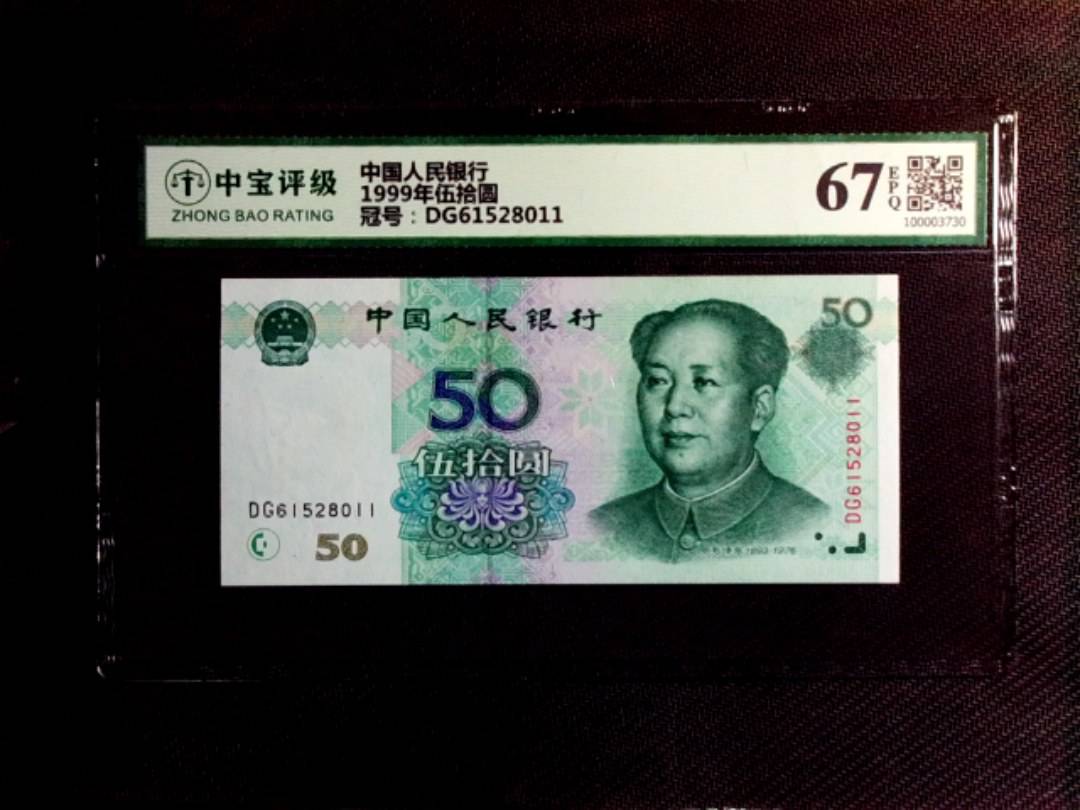 中宝评级
ZHONG BAO RATING
中国人民银行
1999年伍拾圆
冠号：DG61528011
67
EPQ
100003730
中国人民银行
50
50
伍拾圆
DG61528011
50
DG61528011